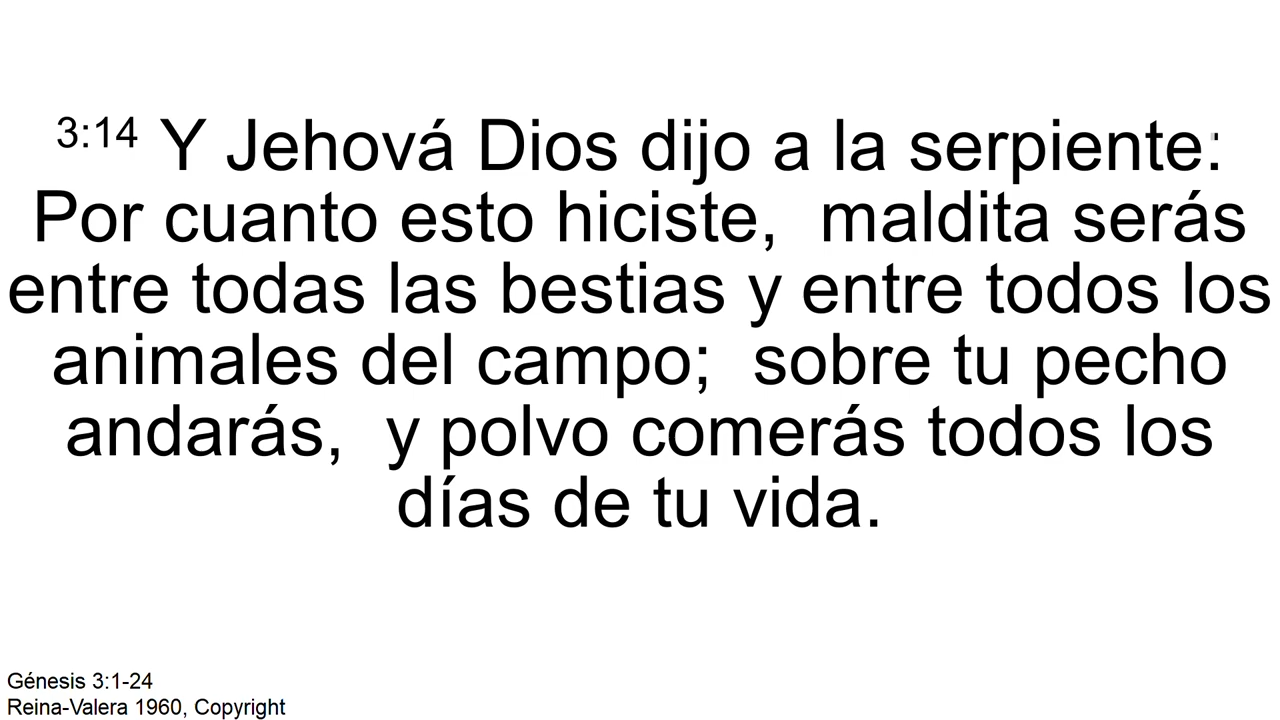 3:14 Y Jehová Dios dijo a la serpiente:
Por cuanto esto hiciste,  maldita serás
entre todas las bestias y entre todos los
animales del campo;  sobre tu pecho
andarás,  y polvo comerás todos los
días de tu vida.
Génesis 3:1-24
Reina-Valera 1960, Copyright